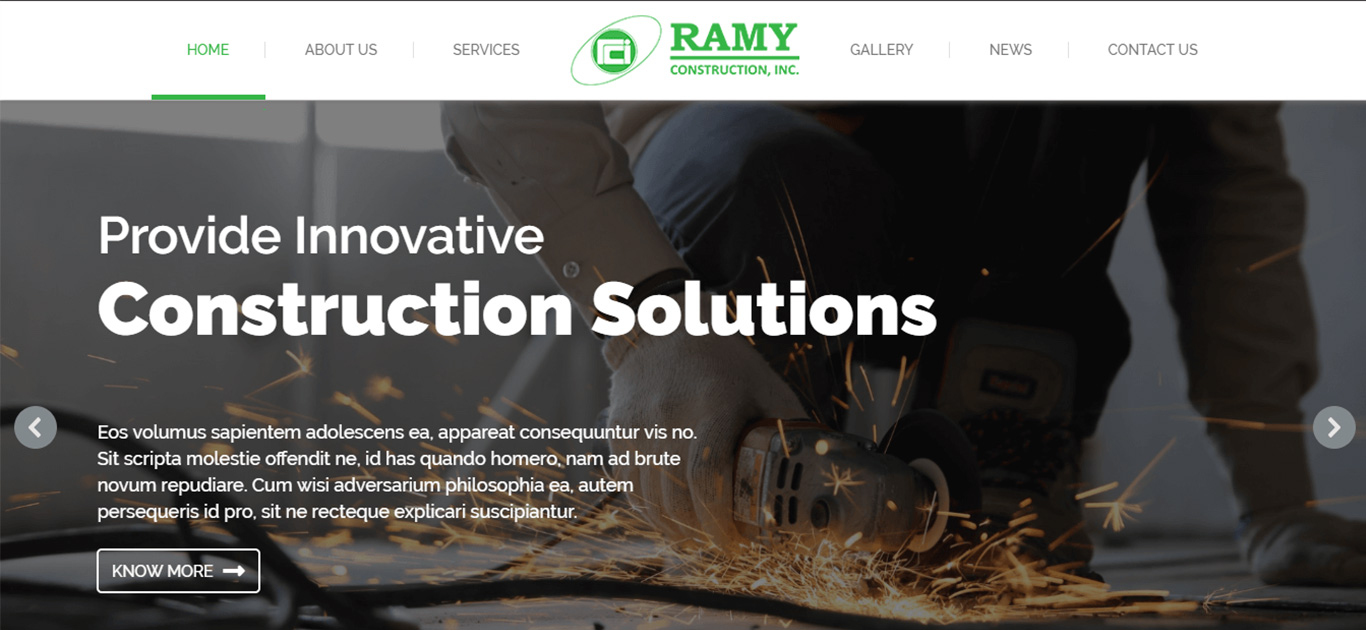 HOME
ABOUT US
SERVICES
RAMY
CONSTRUCTION, INC.
GALLERY
NEWS
CONTACT US
Provide Innovative
Construction Solutions
Eos volumus sapientem adolescens ea, appareat consequuntur vis no.
Sit scripta molestie offendit ne, id has quando homero, nam ad brute
novum repudiare. Cum wisi adversarium philosophia ea, autem
persequeris id pro, sit ne recteque explicari suscipiantur.
KNOW MORE